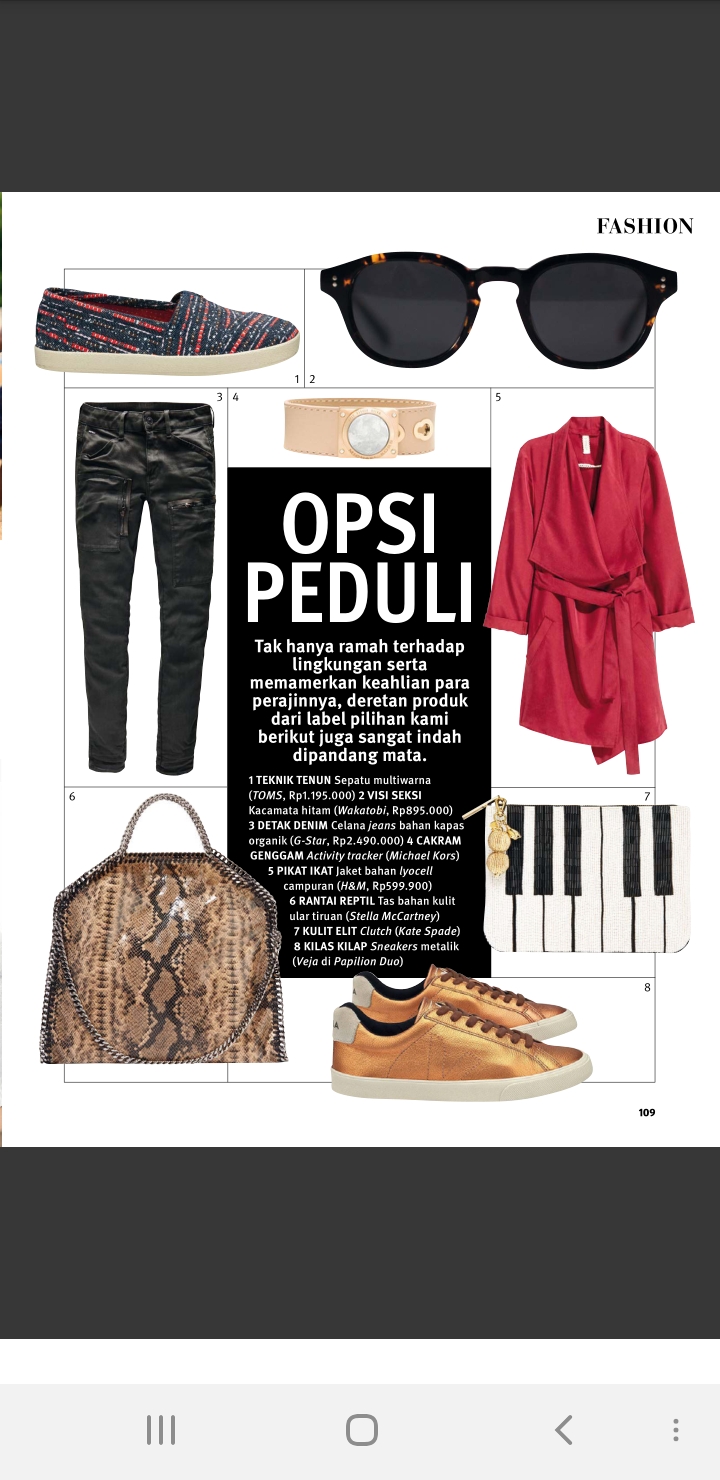 FASHION
1
2
3
4
5
OPSI
PEDULI
Tak hanya ramah terhadap
lingkungan serta
memamerkan keahlian para
perajinnya, deretan produk
dari label pilihan kami
berikut juga sangat indah
dipandang mata.
1 TEKNIK TENUN Sepatu multiwarna
(TOMS, Rp1.195.000) 2 VISI SEKSI
Kacamata hitam (Wakatobi, Rp895.000)
3 DETAK DENIM Celana jeans bahan kapas
organik (G-Star, Rp2.490.000) 4 CAKRAM
GENGGAM Activity tracker (Michael Kors)
5 PIKAT IKAT Jaket bahan lyocell
campuran (H&M, Rp599.900)
6 RANTAI REPTIL Tas bahan kulit
ular tiruan (Stella McCartney)
7 KULIT ELIT Clutch (Kate Spade)
8 KILAS KILAP Sneakers metalik
(Veja di Papilion Duo)
6
7
8
109